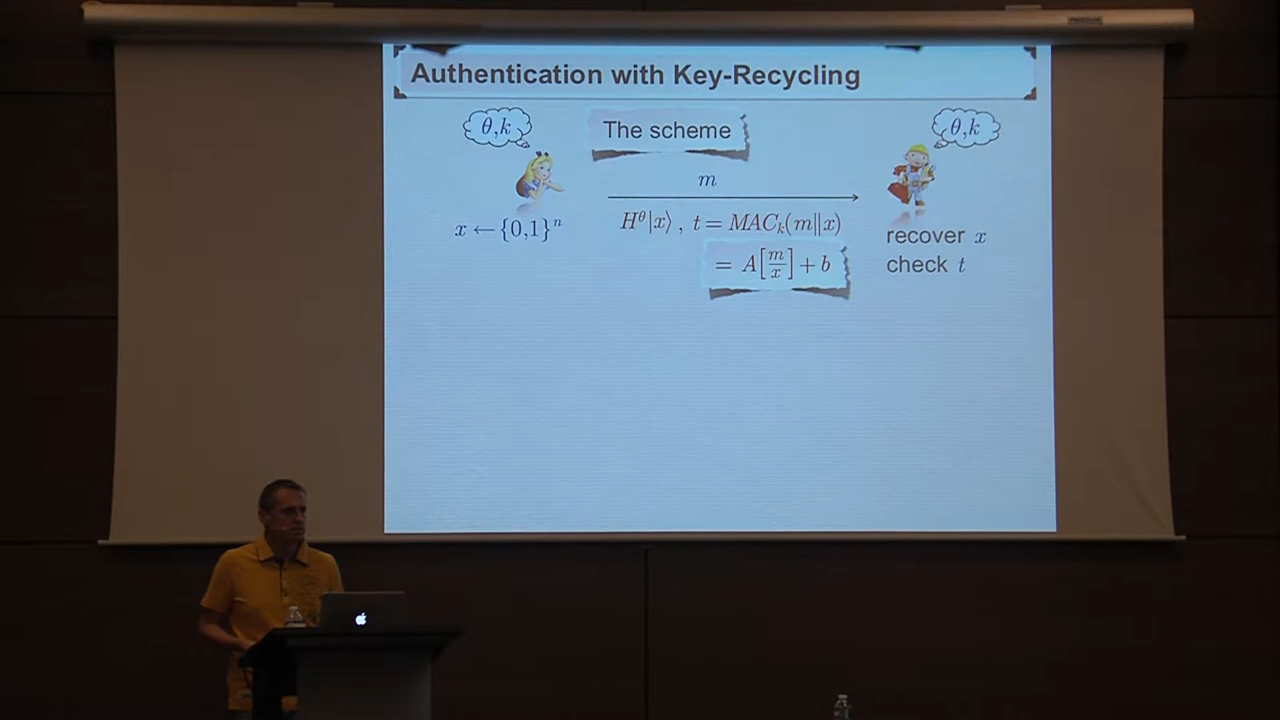 Authentication with Key-Recycling
θ,k
The scheme
θ,k
m
x ← {0,1}ⁿ
H^θ|x⟩ , t = MAC_k(m‖x)
= A[m/x] + b
recover x
check t